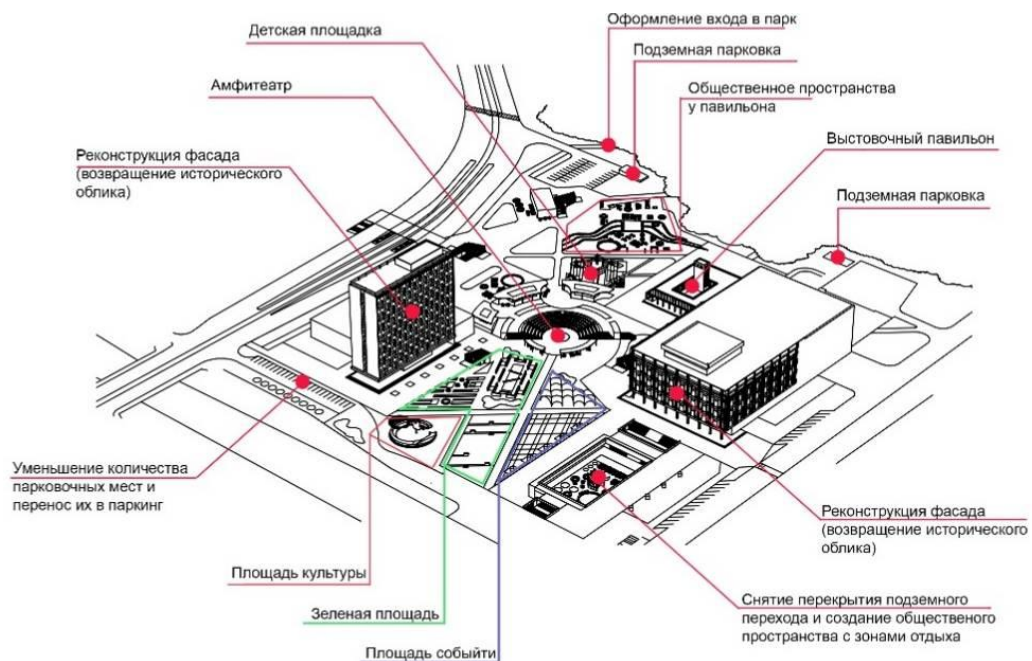 Оформление входа в парк
Детская площадка
Подземная парковка
Амфитеатр
Общественное пространства
у павильона
Реконструкция фасада
(возвращение исторического
облика)
Выстовочный павильон
Подземная парковка
Уменьшение количества
парковочных мест и
перенос их в паркинг
Реконструкция фасада
(возвращение исторического
облика)
Площадь культуры
Снятие перекрытия подземного
перехода и создание общественого
пространства с зонами отдыха
Зеленая площадь
Площадь событи